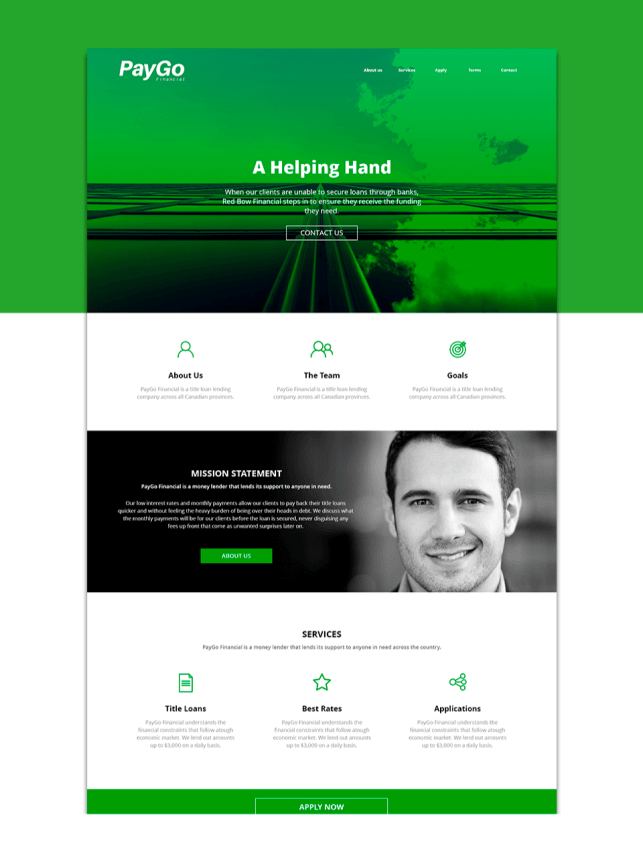 PayGo
Financial
About us Services Apply Terms Contact
A Helping Hand
When our clients are unable to secure loans through banks,
Red Bow Financial steps in to ensure they receive the funding
they need.
CONTACT US
About Us
PayGo Financial is a title loan lending
company across all Canadian provinces.
The Team
PayGo Financial is a title loan lending
company across all Canadian provinces.
Goals
PayGo Financial is a title loan lending
company across all Canadian provinces.
MISSION STATEMENT
PayGo Financial is a money lender that lends its support to anyone in need.
Our low interest rates and monthly payments allow our clients to pay back their title loans
quicker and without feeling the heavy burden of being over their heads in debt. We discuss what
the monthly payments will be for our clients before the loan is secured, never disguising any
fees up front that come as unwanted surprises later on.
ABOUT US
SERVICES
PayGo Financial is a money lender that lends its support to anyone in need across the country.
Title Loans
PayGo Financial understands the
financial constraints that follow atough
economic market. We lend out amounts
up to $3,000 on a daily basis.
Best Rates
PayGo Financial understands the
financial constraints that follow atough
economic market. We lend out amounts
up to $3,000 on a daily basis.
Applications
PayGo Financial understands the
financial constraints that follow atough
economic market. We lend out amounts
up to $3,000 on a daily basis.
APPLY NOW